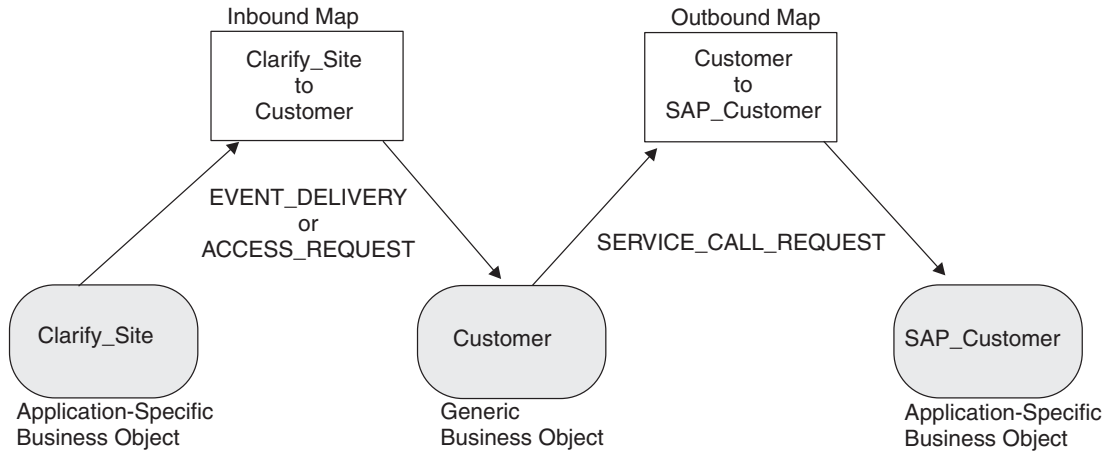 Inbound Map
Clarify_Site
to
Customer
Outbound Map
Customer
to
SAP_Customer
EVENT_DELIVERY
or
ACCESS_REQUEST
SERVICE_CALL_REQUEST
Clarify_Site
Customer
SAP_Customer
Application-Specific
Business Object
Generic
Business Object
Application-Specific
Business Object